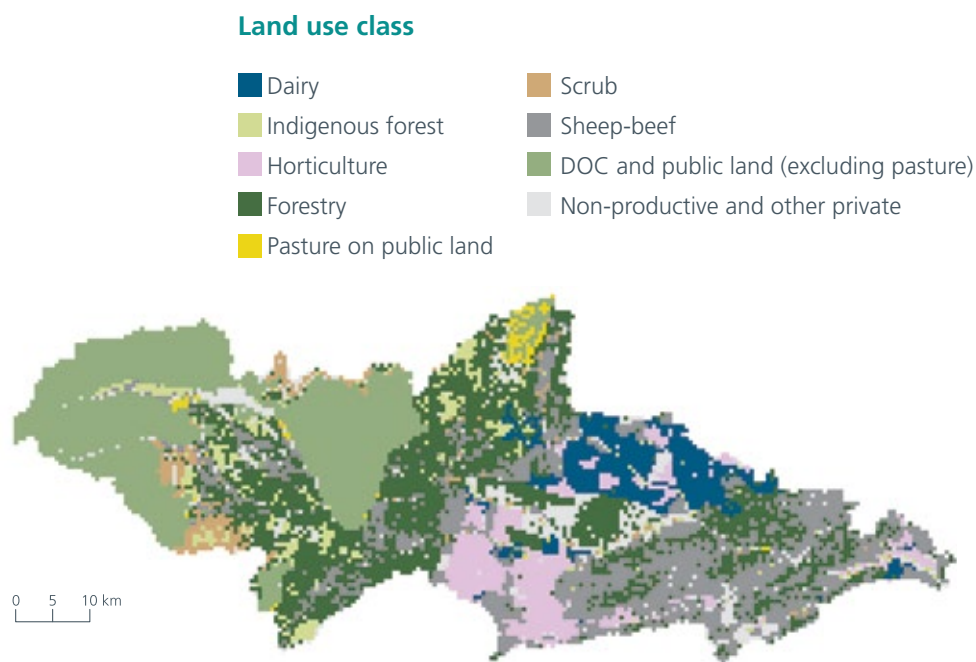 Land use class
Dairy
Indigenous forest
Horticulture
Forestry
Pasture on public land
Scrub
Sheep-beef
DOC and public land (excluding pasture)
Non-productive and other private
0 5 10 km